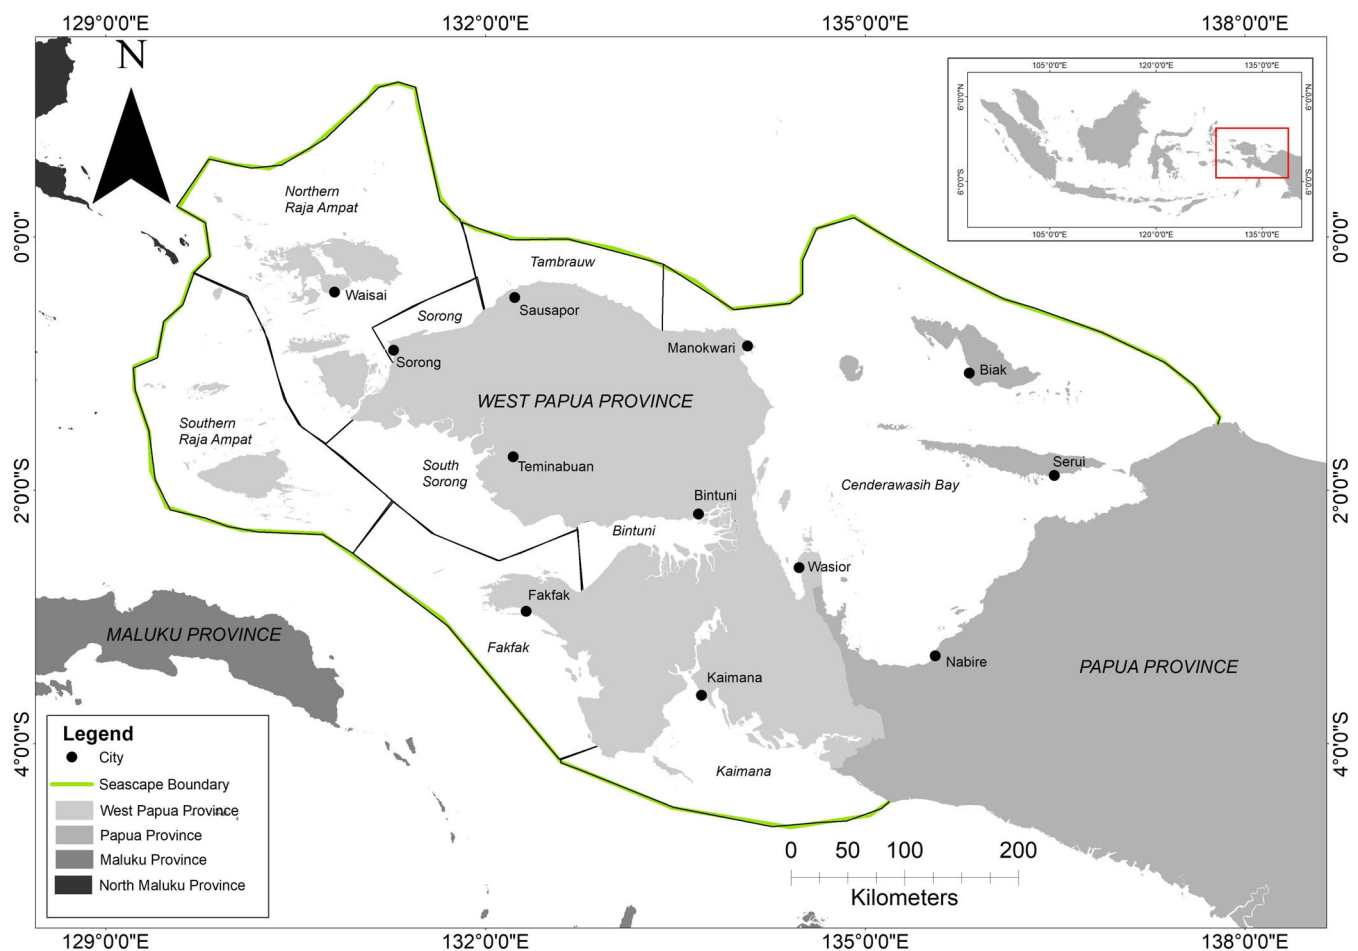 129°0'0"E
132°0'0"E
135°0'0"E
138°0'0"E
N
105°0'0"E
120°0'0"E
135°0'0"E
6°0'0"N
6°0'0"N
6°0'0"S
6°0'0"S
105°0'0"E
120°0'0"E
135°0'0"E
Northern
Raja Ampat
0°0'0"
0°0'0"
Tambrauw
Waisai
Sausapor
Sorong
Sorong
Manokwari
Biak
WEST PAPUA PROVINCE
Southern
Raja Ampat
South
Sorong
Teminabuan
Serui
Cenderawasih Bay
2°0'0"S
2°0'0"S
Bintuni
Bintuni
Wasior
Fakfak
MALUKU PROVINCE
Fakfak
Nabire
PAPUA PROVINCE
Kaimana
4°0'0"S
4°0'0"S
Kaimana
Legend
City
Seascape Boundary
West Papua Province
Papua Province
Maluku Province
North Maluku Province
0 50 100 200
Kilometers
129°0'0"E
132°0'0"E
135°0'0"E
138°0'0"E